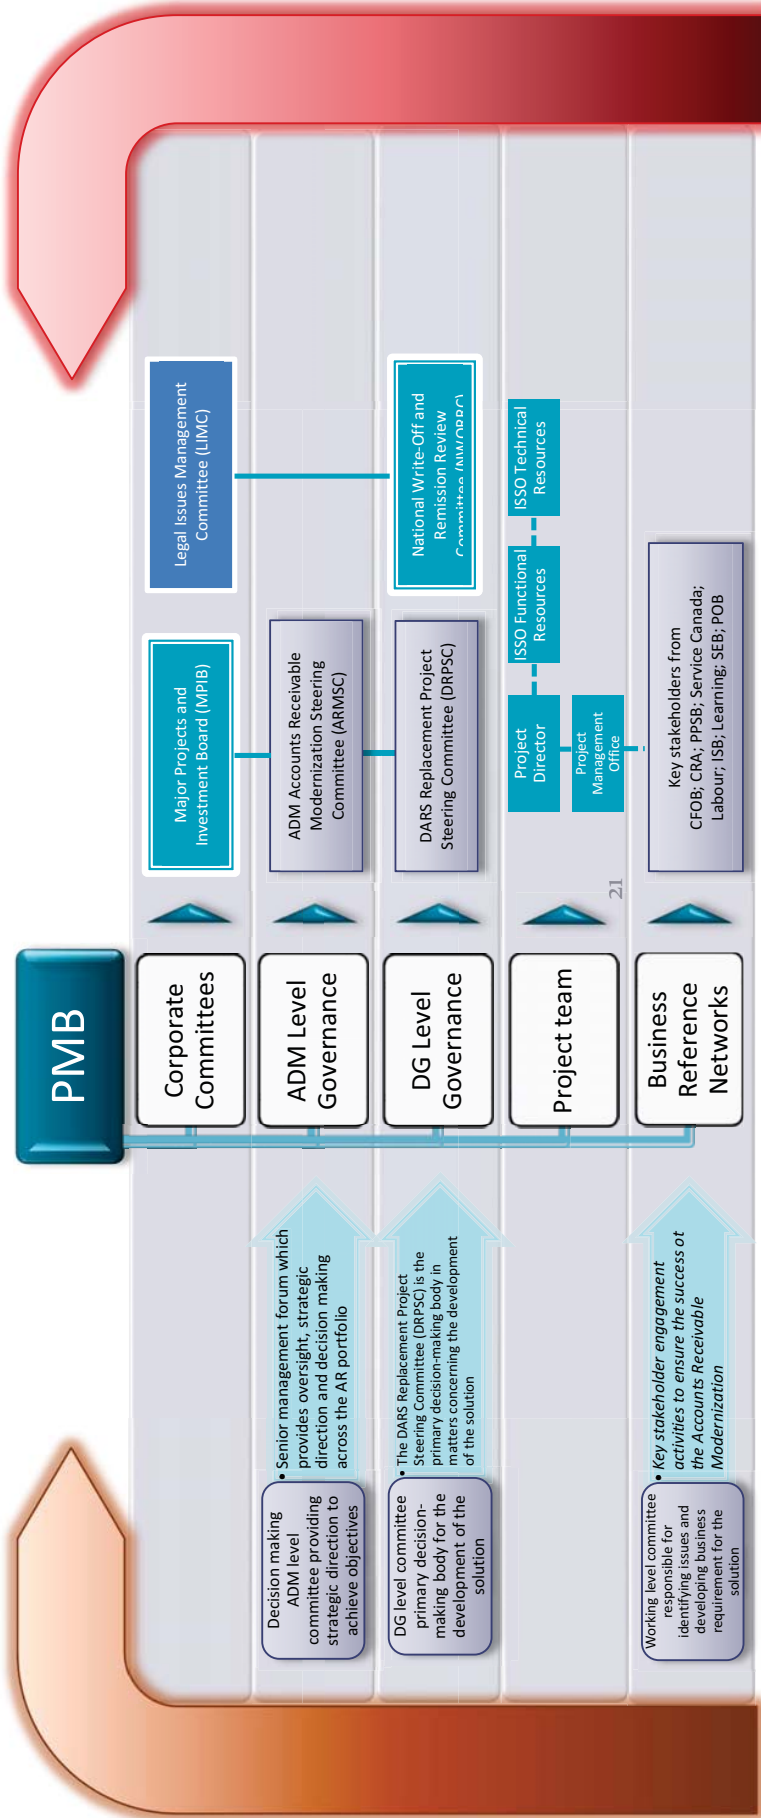 PMB
Corporate
Committees
Major Projects and
Investment Board (MPIB)
Legal Issues Management
Committee (LIMC)
Decision making
ADM level
committee providing
strategic direction to
achieve objectives
• Senior management forum which
provides oversight, strategic
direction and decision making
across the AR portfolio
ADM Level
Governance
ADM Accounts Receivable
Modernization Steering
Committee (ARMSC)
DG level committee
primary decision-
making body for the
development of the
solution
• The DARS Replacement Project
Steering Committee (DRPSC) is the
primary decision-making body in
matters concerning the development
of the solution
DG Level
Governance
DARS Replacement Project
Steering Committee (DRPSC)
National Write-Off and
Remission Review
Committee
Project team
Project
Director
ISSO Functional
Resources
ISSO Technical
Resources
Project
Management
Office
21
Working level committee
responsible for
identifying issues and
developing business
requirement for the
solution
• Key stakeholder engagement
activities to ensure the success of
the Accounts Receivable
Modernization
Business
Reference
Networks
Key stakeholders from
CFOB; CRA; PPSB; Service Canada;
Labour; ISB; Learning; SEB; POB